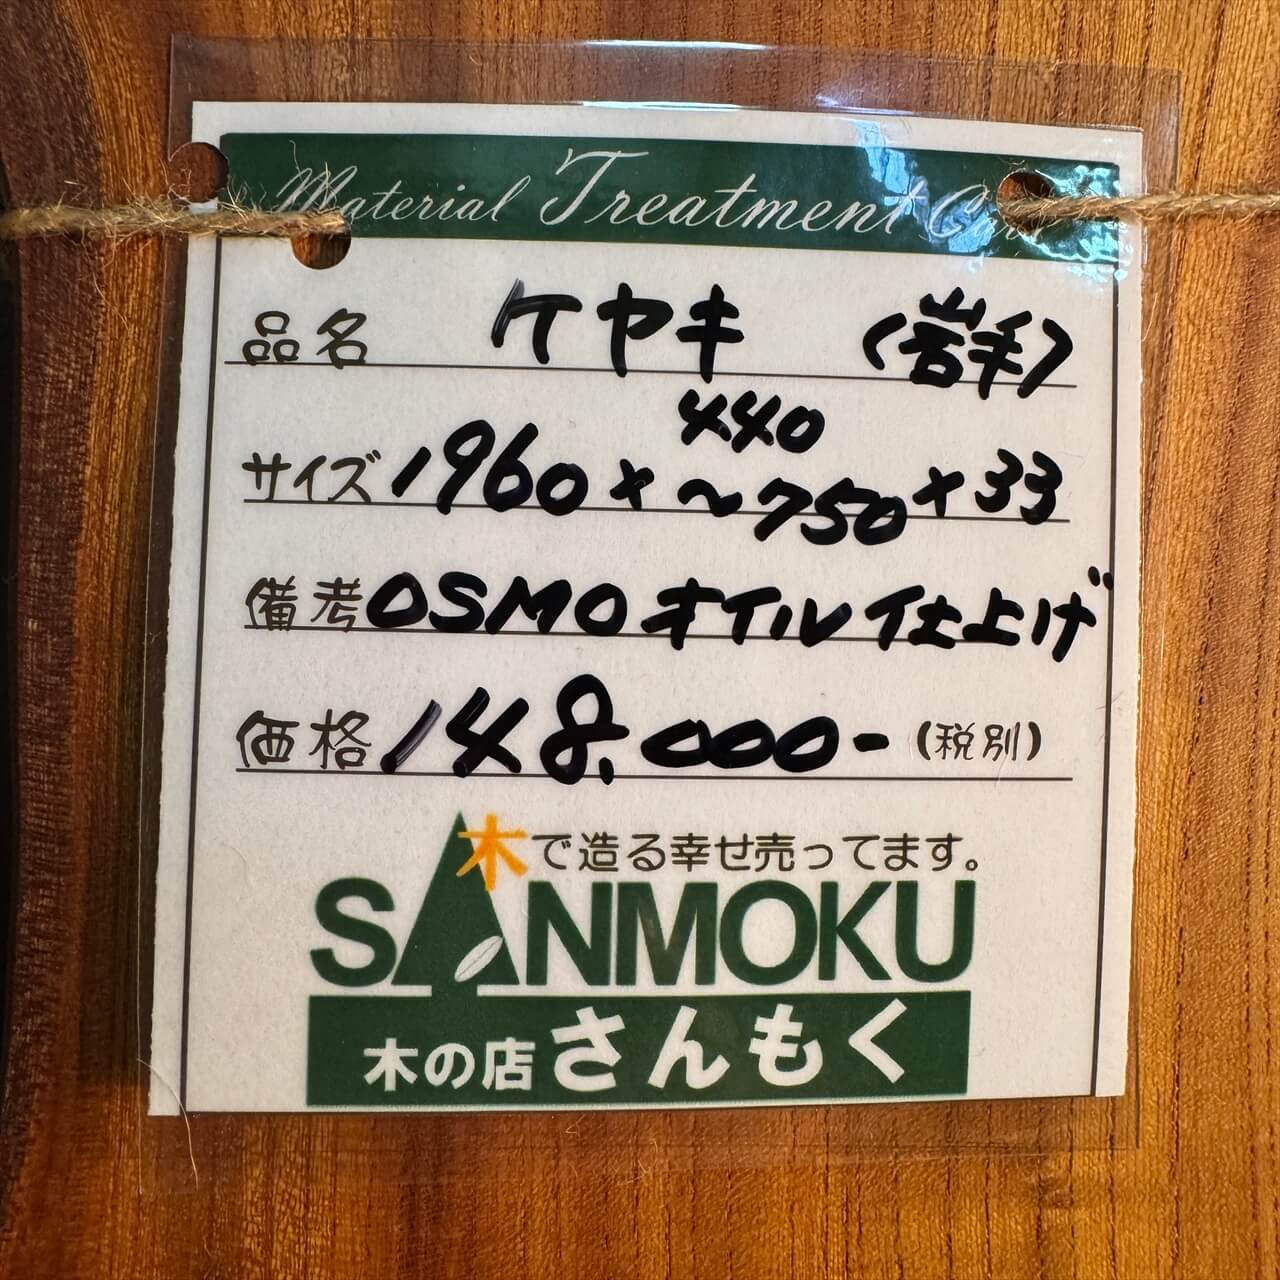 Material Treatment Card
品名 ケヤキ (岩手)
サイズ 1960×440～750×33
備考 OSMOオイル仕上げ
価格 148,000- (税別)
木で造る幸せ売ってます。
SANMOKU
木の店さんもく